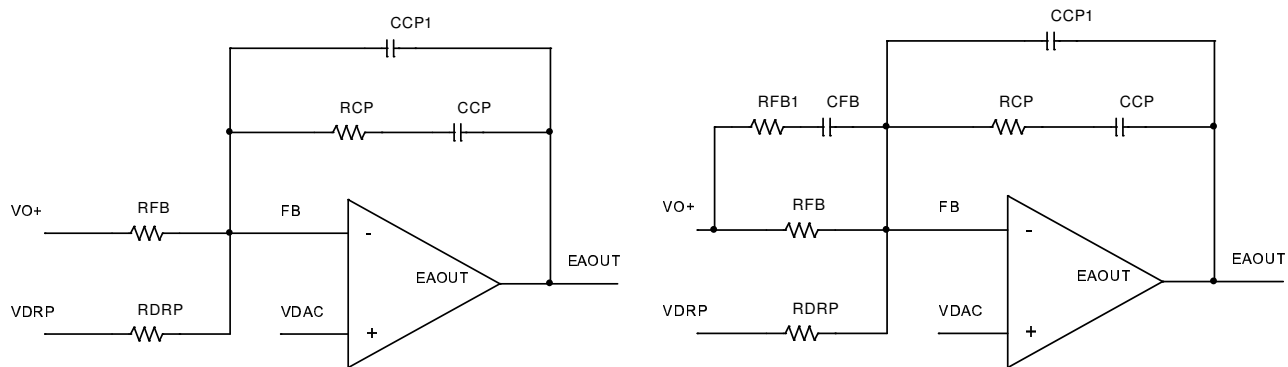 CCP1
RCP
CCP
VO+
RFB
FB
-
EAOUT
EAOUT
VDRP
RDRP
VDAC
+
CCP1
RFB1
CFB
RCP
CCP
VO+
RFB
FB
-
EAOUT
EAOUT
VDRP
RDRP
VDAC
+